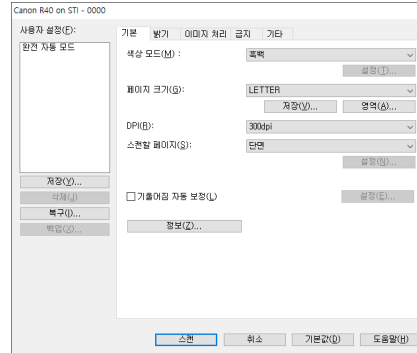 Canon R40 on STI - 0000
사용자 설정(F):
완전 자동 모드
저장(Y)...
삭제(J)
복구(I)...
백업(X)...
기본 밝기 이미지 처리 급지 기타
색상 모드(M) : 흑백
설정(T)...
페이지 크기(G): LETTER
저장(V)... 영역(A)...
DPI(R): 300dpi
스캔할 페이지(S): 단면
설정(N)...
기울어짐 자동 보정(L) 설정(E)...
정보(Z)...
스캔 취소 기본값(D) 도움말(H)